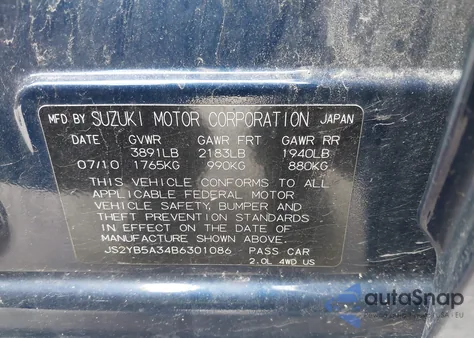 MFD BY SUZUKI MOTOR CORPORATION JAPAN
DATE GVWR GAWR FRT GAWR RR
3891LB 2183LB 1940LB
07/10 1765KG 990KG 880KG
THIS VEHICLE CONFORMS TO ALL
APPLICABLE FEDERAL MOTOR
VEHICLE SAFETY, BUMPER AND
THEFT PREVENTION STANDARDS
IN EFFECT ON THE DATE OF
MANUFACTURE SHOWN ABOVE.
JS2YB5A34B6301086 PASS CAR
2.0L 4WD US
autoSnap